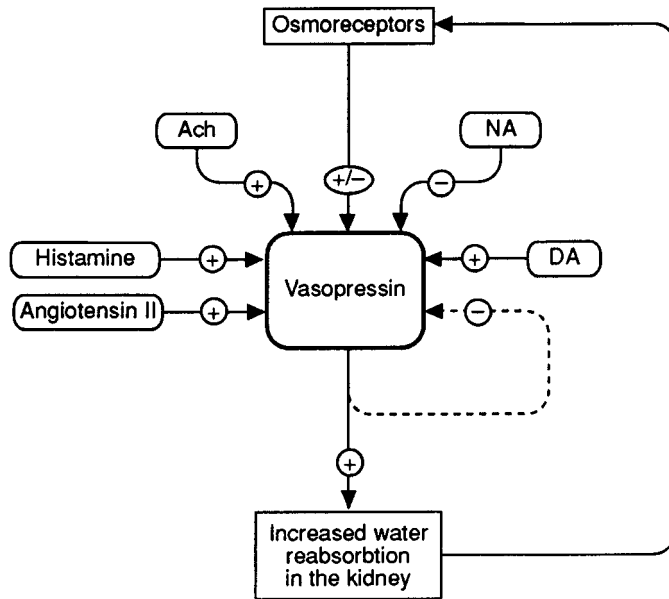 Osmoreceptors
Ach
NA
+
+/−
−
Histamine
+
Vasopressin
+
DA
Angiotensin II
+
−
+
Increased water
reabsorbtion
in the kidney